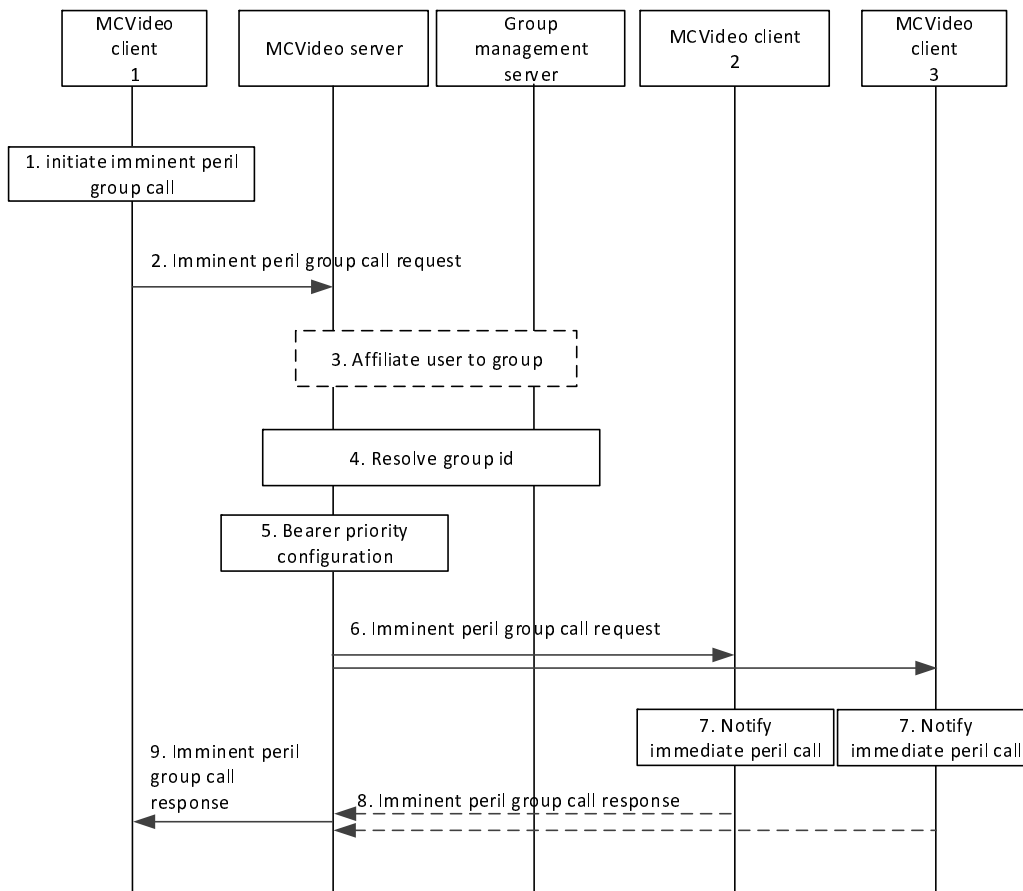 MCVideo
client
1
MCVideo server
Group
management
server
MCVideo client
2
MCVideo
client
3
1. initiate imminent peril
group call
2. Imminent peril group call request
3. Affiliate user to group
4. Resolve group id
5. Bearer priority
configuration
6. Imminent peril group call request
7. Notify
immediate peril call
7. Notify
immediate peril call
9. Imminent peril
group call
response
8. Imminent peril group call response